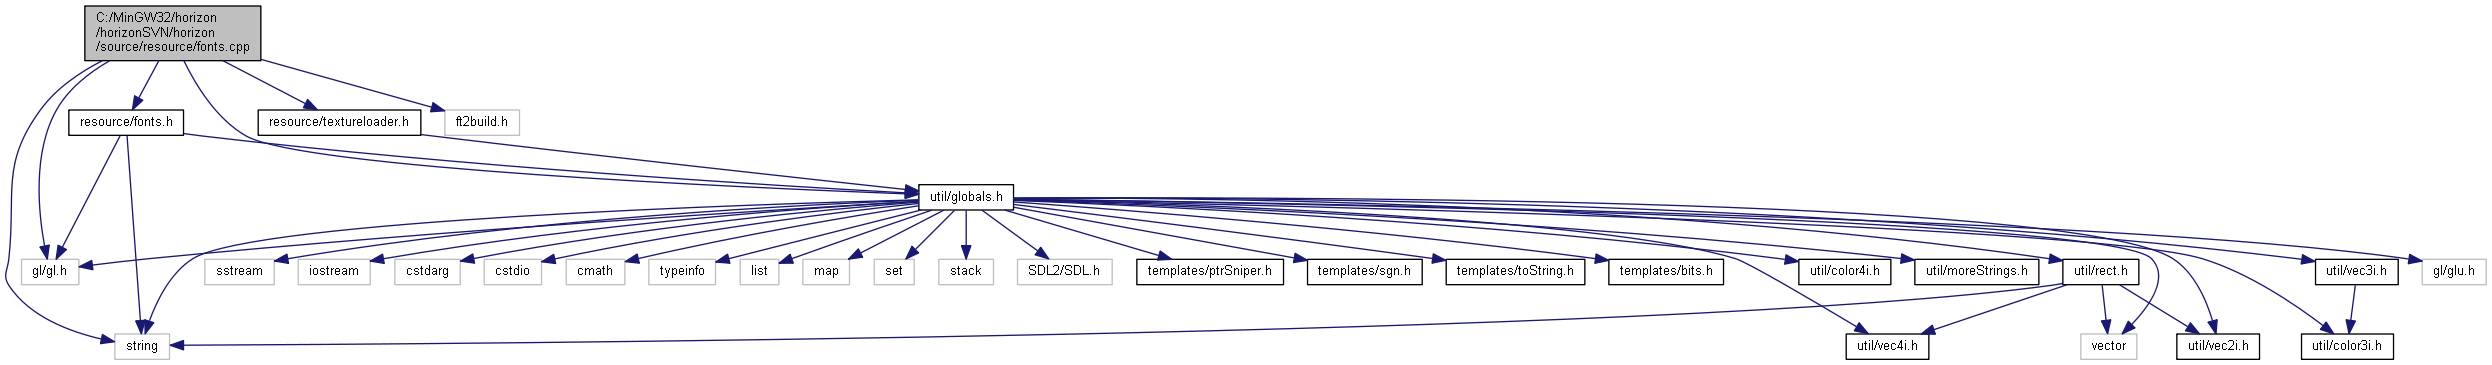 C:/MinGW32/horizon
/horizonSVN/horizon
/source/resource/fonts.cpp
resource/fonts.h
resource/textureloader.h
ft2build.h
util/globals.h
gl/gl.h
sstream
iostream
cstdarg
cstdio
cmath
typeinfo
list
map
set
stack
SDL2/SDL.h
templates/ptrSniper.h
templates/sgn.h
templates/toString.h
templates/bits.h
util/color4i.h
util/moreStrings.h
util/rect.h
util/vec3i.h
gl/glu.h
string
util/vec4i.h
vector
util/vec2i.h
util/color3i.h